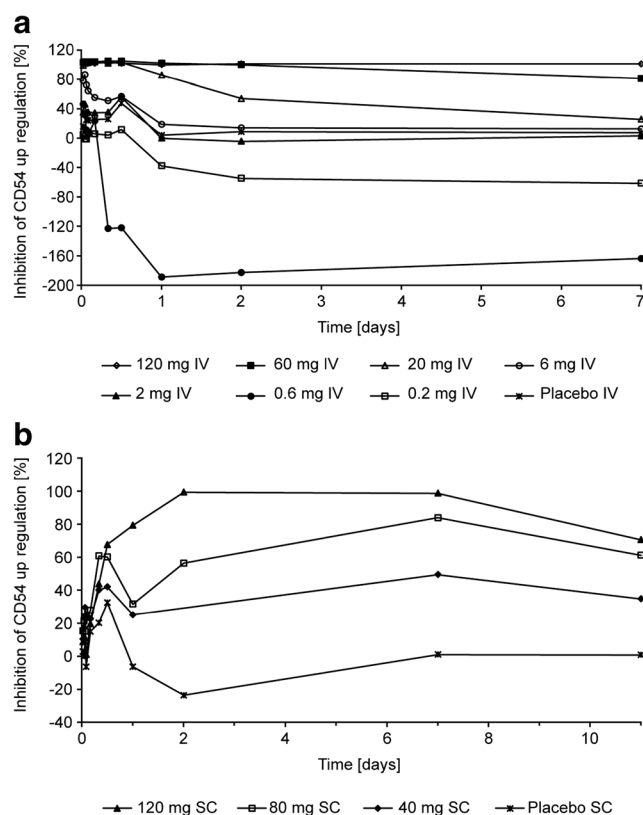 a
Inhibition of CD54 up regulation [%]
120
80
40
0
-40
-80
-120
-160
-200
0 1 2 3 4 5 6 7
Time [days]
120 mg IV 60 mg IV 20 mg IV 6 mg IV
2 mg IV 0.6 mg IV 0.2 mg IV Placebo IV
b
Inhibition of CD54 up regulation [%]
120
100
80
60
40
20
0
-20
-40
0 2 4 6 8 10
Time [days]
120 mg SC 80 mg SC 40 mg SC Placebo SC